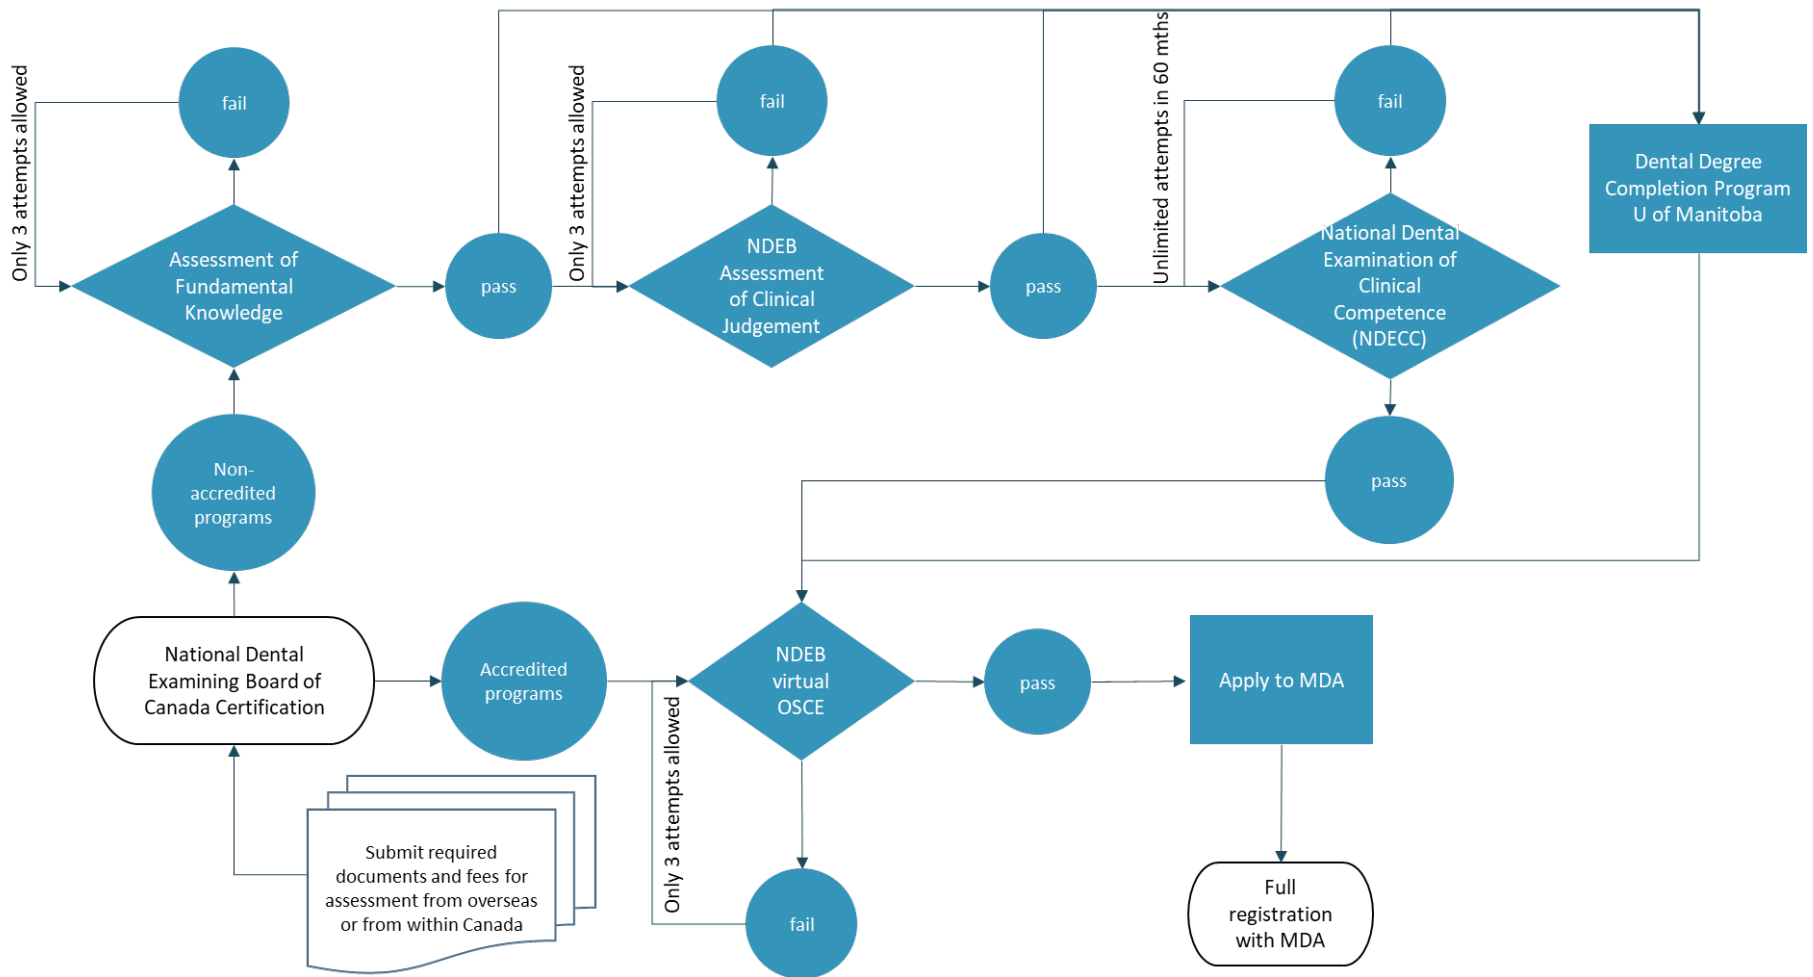 Only 3 attempts allowed
fail
Assessment of
Fundamental
Knowledge
pass
Only 3 attempts allowed
fail
NDEB
Assessment
of Clinical
Judgement
pass
Unlimited attempts in 60 mths
fail
National Dental
Examination of
Clinical
Competence
(NDECC)
Dental Degree
Completion Program
U of Manitoba
Non-
accredited
programs
pass
National Dental
Examining Board of
Canada Certification
Accredited
programs
NDEB
virtual
OSCE
pass
Apply to MDA
Only 3 attempts allowed
Submit required
documents and fees for
assessment from overseas
or from within Canada
fail
Full
registration
with MDA